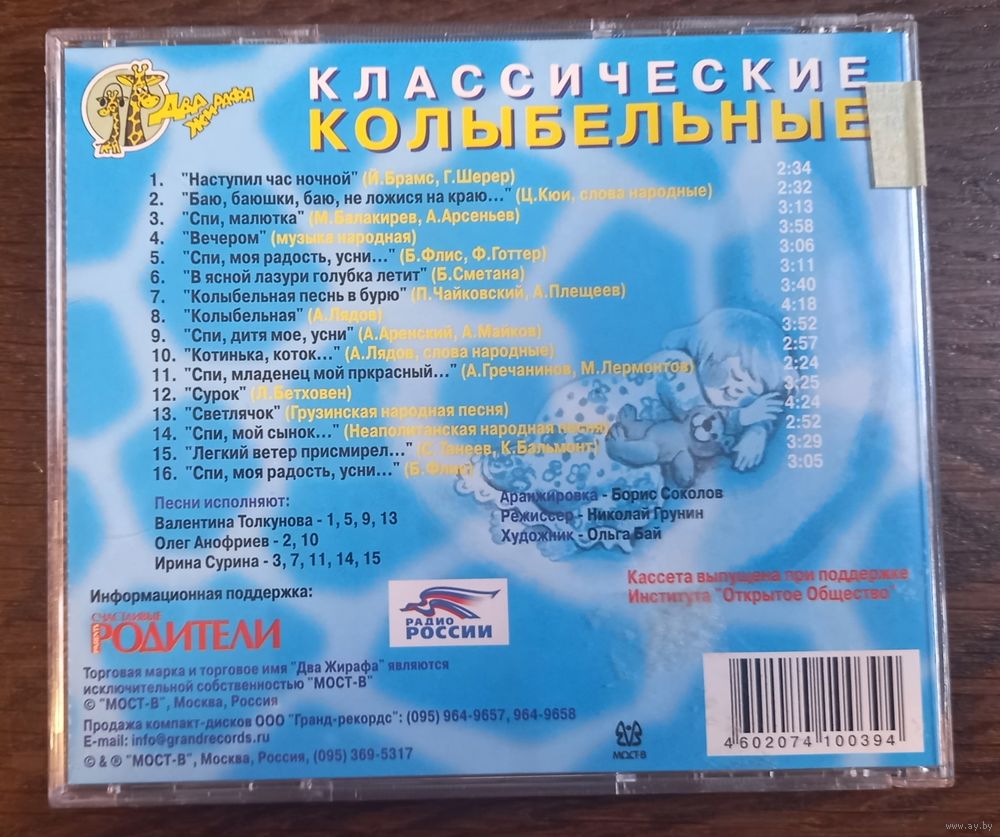 Два
жирафа
КЛАССИЧЕСКИЕ
КОЛЫБЕЛЬНЫЕ
1. "Наступил час ночной" (Й.Брамс, Г.Шерер) 2:34
2. "Баю, баюшки, баю, не ложися на краю..." (Ц.Кюи, слова народные) 2:32
3. "Спи, малютка" (М.Балакирев, А.Арсеньев) 3:13
4. "Вечером" (музыка народная) 3:58
5. "Спи, моя радость, усни..." (Б.Флис, Ф.Готтер) 3:06
6. "В ясной лазури голубка летит" (Б.Сметана) 3:11
7. "Колыбельная песнь в бурю" (П.Чайковский, А.Плещеев) 3:40
8. "Колыбельная" (А.Лядов) 4:18
9. "Спи, дитя мое, усни" (А.Аренский, А.Майков) 3:52
10. "Котинька, коток..." (А.Лядов, слова народные) 2:57
11. "Спи, младенец мой пркрасный..." (А.Гречанинов, М.Лермонтов) 2:24
12. "Сурок" (Л.Бетховен) 3:25
13. "Светлячок" (Грузинская народная песня) 4:24
14. "Спи, мой сынок..." (Неаполитанская народная песня) 2:52
15. "Легкий ветер присмирел..." (С.Танеев, К.Бальмонт) 3:29
16. "Спи, моя радость, усни..." (Б.Флис) 3:05
Песни исполняют:
Валентина Толкунова - 1, 5, 9, 13
Олег Анофриев - 2, 10
Ирина Сурина - 3, 7, 11, 14, 15
Аранжировка - Борис Соколов
Режиссер - Николай Грунин
Художник - Ольга Бай
Кассета выпущена при поддержке
Института "Открытое Общество"
Информационная поддержка:
СЧАСТЛИВЫЕ
PARENTS
РОДИТЕЛИ
РАДИО
РОССИИ
Торговая марка и торговое имя "Два Жирафа" являются
исключительной собственностью "МОСТ-В"
© "МОСТ-В", Москва, Россия
Продажа компакт-дисков ООО "Гранд-рекордс": (095) 964-9657, 964-9658
E-mail: info@grandrecords.ru
© & ® "МОСТ-В", Москва, Россия, (095) 369-5317
МОСТ-В
4 602074 100394
www.ay.by